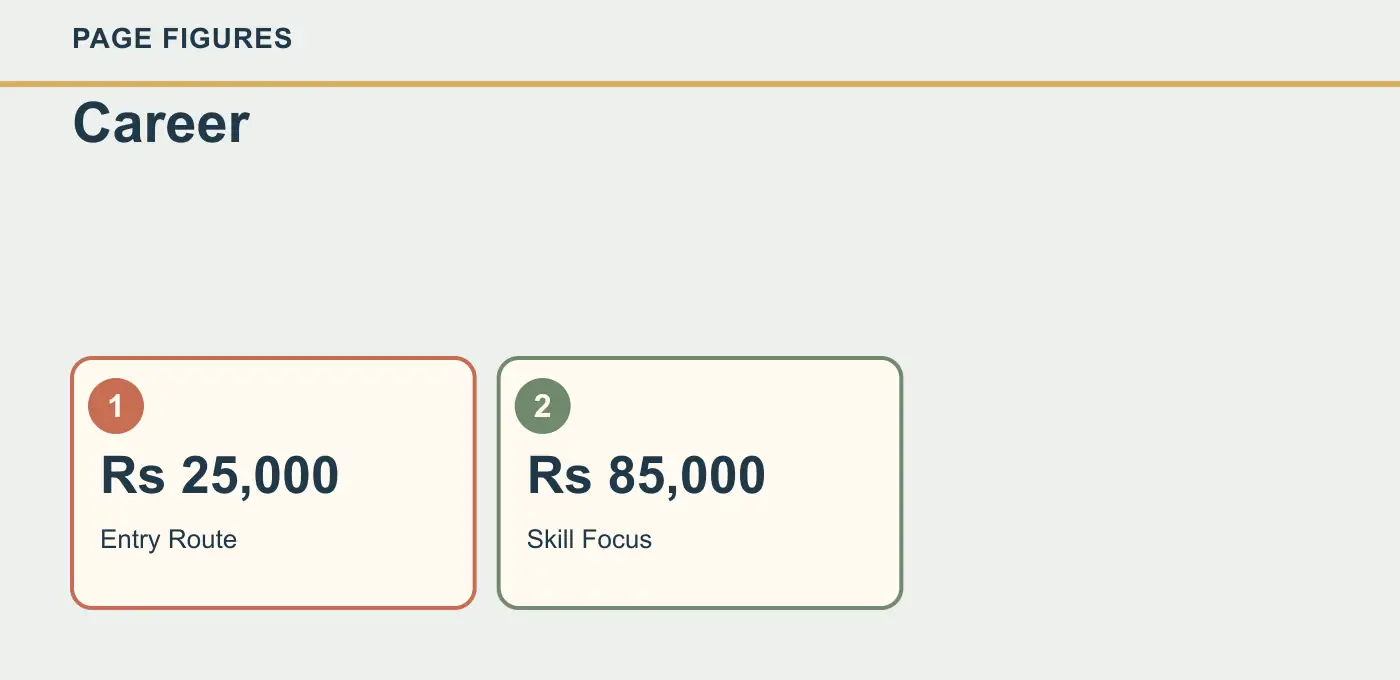 PAGE FIGURES
Career
1
Rs 25,000
Entry Route
2
Rs 85,000
Skill Focus